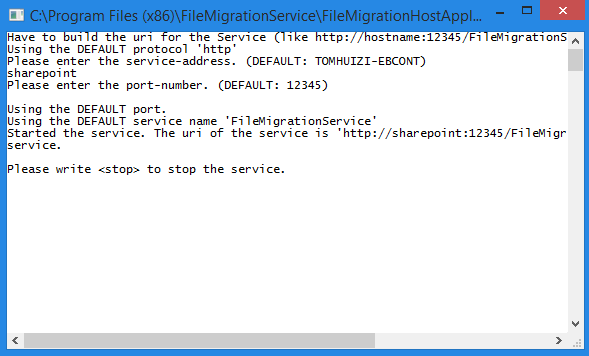 C:\Program Files (x86)\FileMigrationService\FileMigrationHostAppl...
Have to build the uri for the Service (like http://hostname:12345/FileMigrationS
Using the DEFAULT protocol 'http'
Please enter the service-address. (DEFAULT: TOMHUIZI-EBCONT)
sharepoint
Please enter the port-number. (DEFAULT: 12345)
Using the DEFAULT port.
Using the DEFAULT service name 'FileMigrationService'
Started the service. The uri of the service is 'http://sharepoint:12345/FileMigr
service.
Please write <stop> to stop the service.